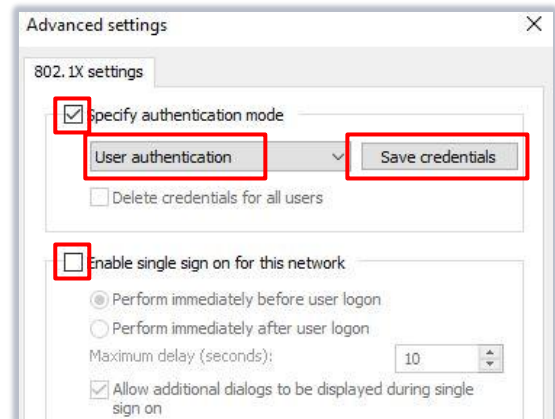 Advanced settings
802.1X settings
Specify authentication mode
User authentication
Save credentials
Delete credentials for all users
Enable single sign on for this network
Perform immediately before user logon
Perform immediately after user logon
Maximum delay (seconds):
10
Allow additional dialogs to be displayed during single
sign on